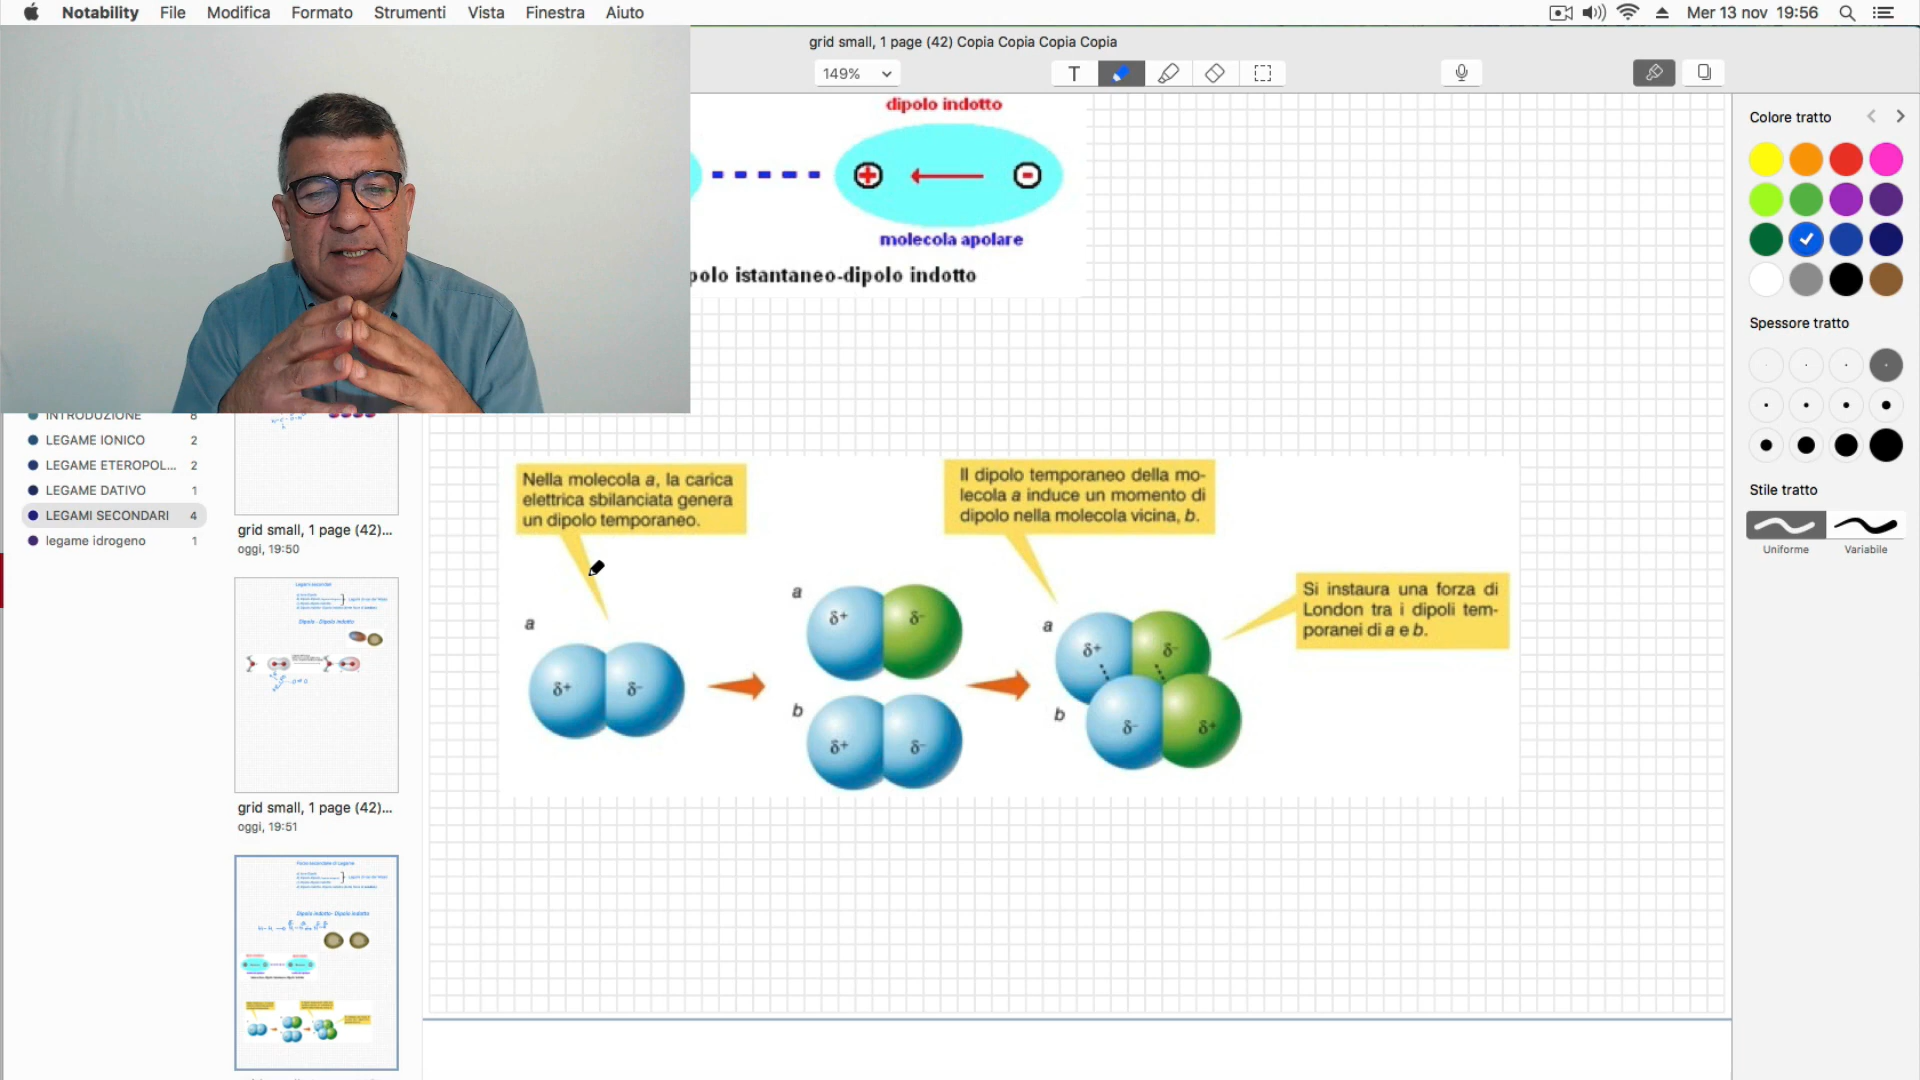 Notability File Modifica Formato Strumenti Vista Finestra Aiuto
Mer 13 nov 19:56
grid small, 1 page (42) Copia Copia Copia Copia
149%
T
dipolo indotto
+
-
molecola apolare
polo istantaneo-dipolo indotto
INTRODUZIONE 8
LEGAME IONICO 2
LEGAME ETEROPOL... 2
LEGAME DATIVO 1
LEGAMI SECONDARI 4
legame idrogeno 1
grid small, 1 page (42)...
oggi, 19:50
grid small, 1 page (42)...
oggi, 19:51
Nella molecola a, la carica
elettrica sbilanciata genera
un dipolo temporaneo.
a
δ+ δ-
a
δ+ δ-
b
δ+ δ-
Il dipolo temporaneo della mo-
lecola a induce un momento di
dipolo nella molecola vicina, b.
a
δ+ δ-
b
δ- δ+
Si instaura una forza di
London tra i dipoli tem-
poranei di a e b.
Colore tratto
Spessore tratto
Stile tratto
Uniforme Variabile